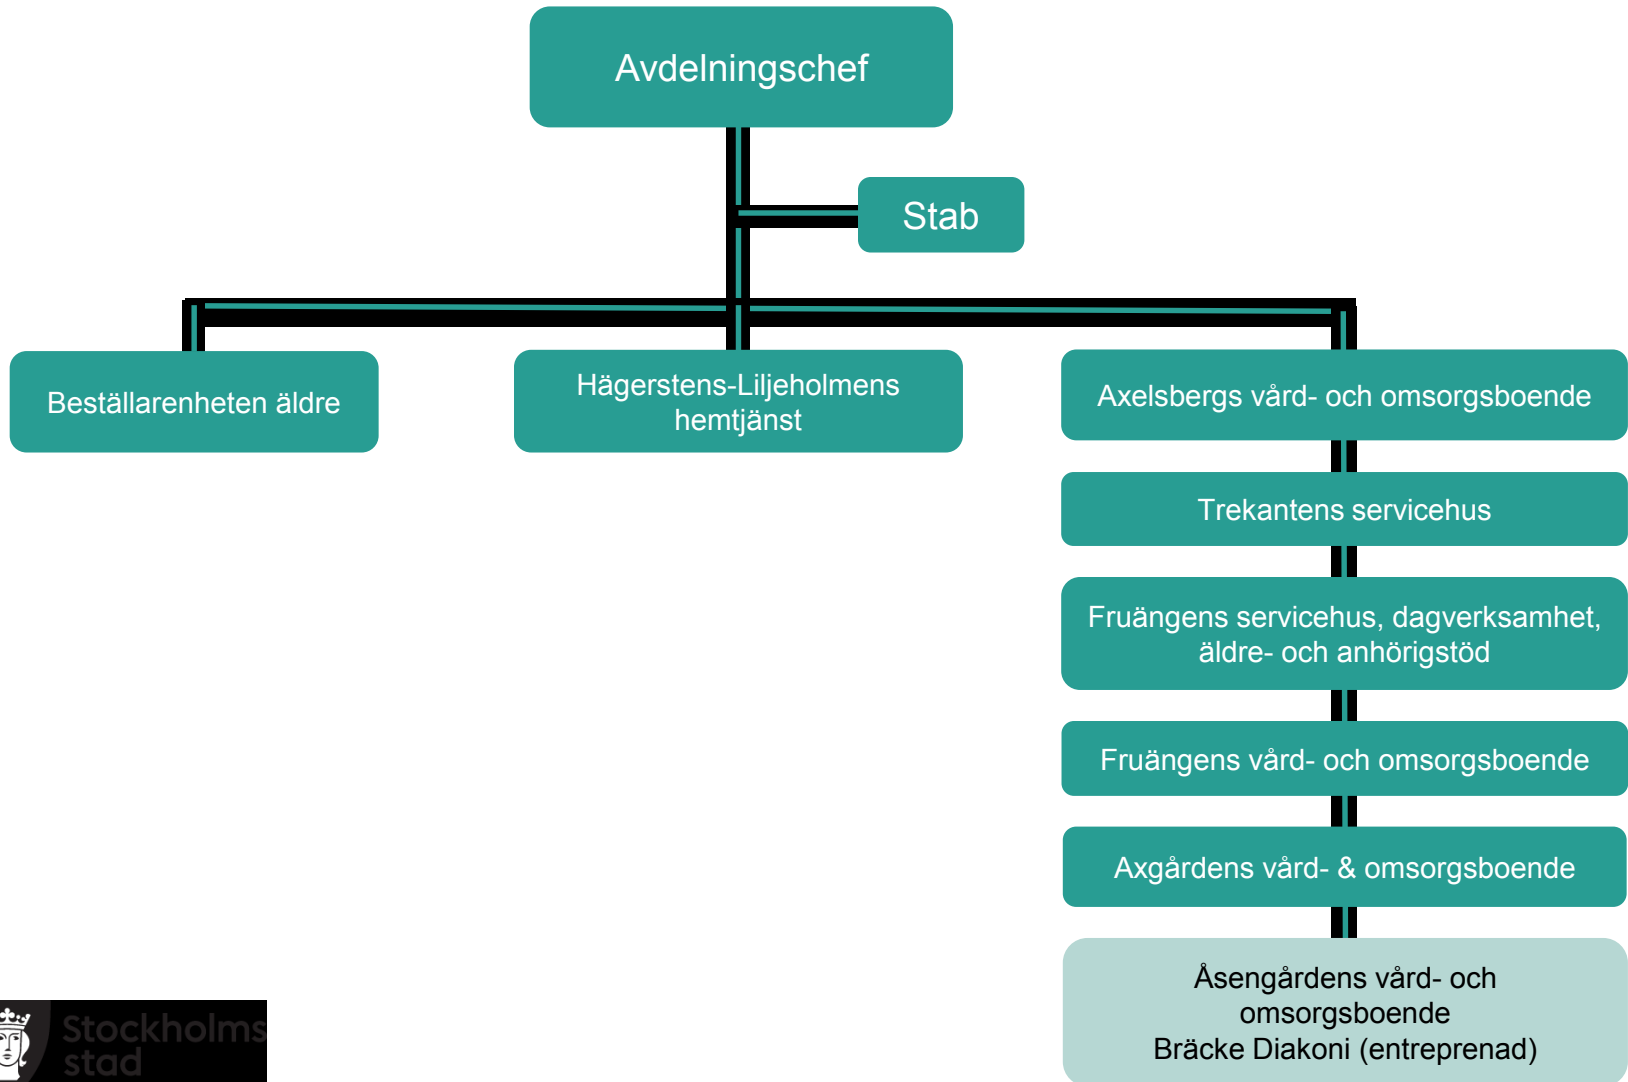 Avdelningschef
Stab
Beställarenheten äldre
Hägerstens-Liljeholmens
hemtjänst
Axelsbergs vård- och omsorgsboende
Trekantens servicehus
Fruängens servicehus, dagverksamhet,
äldre- och anhörigstöd
Fruängens vård- och omsorgsboende
Axgårdens vård- & omsorgsboende
Åsengårdens vård- och
omsorgsboende
Bräcke Diakoni (entreprenad)
Stockholms
stad